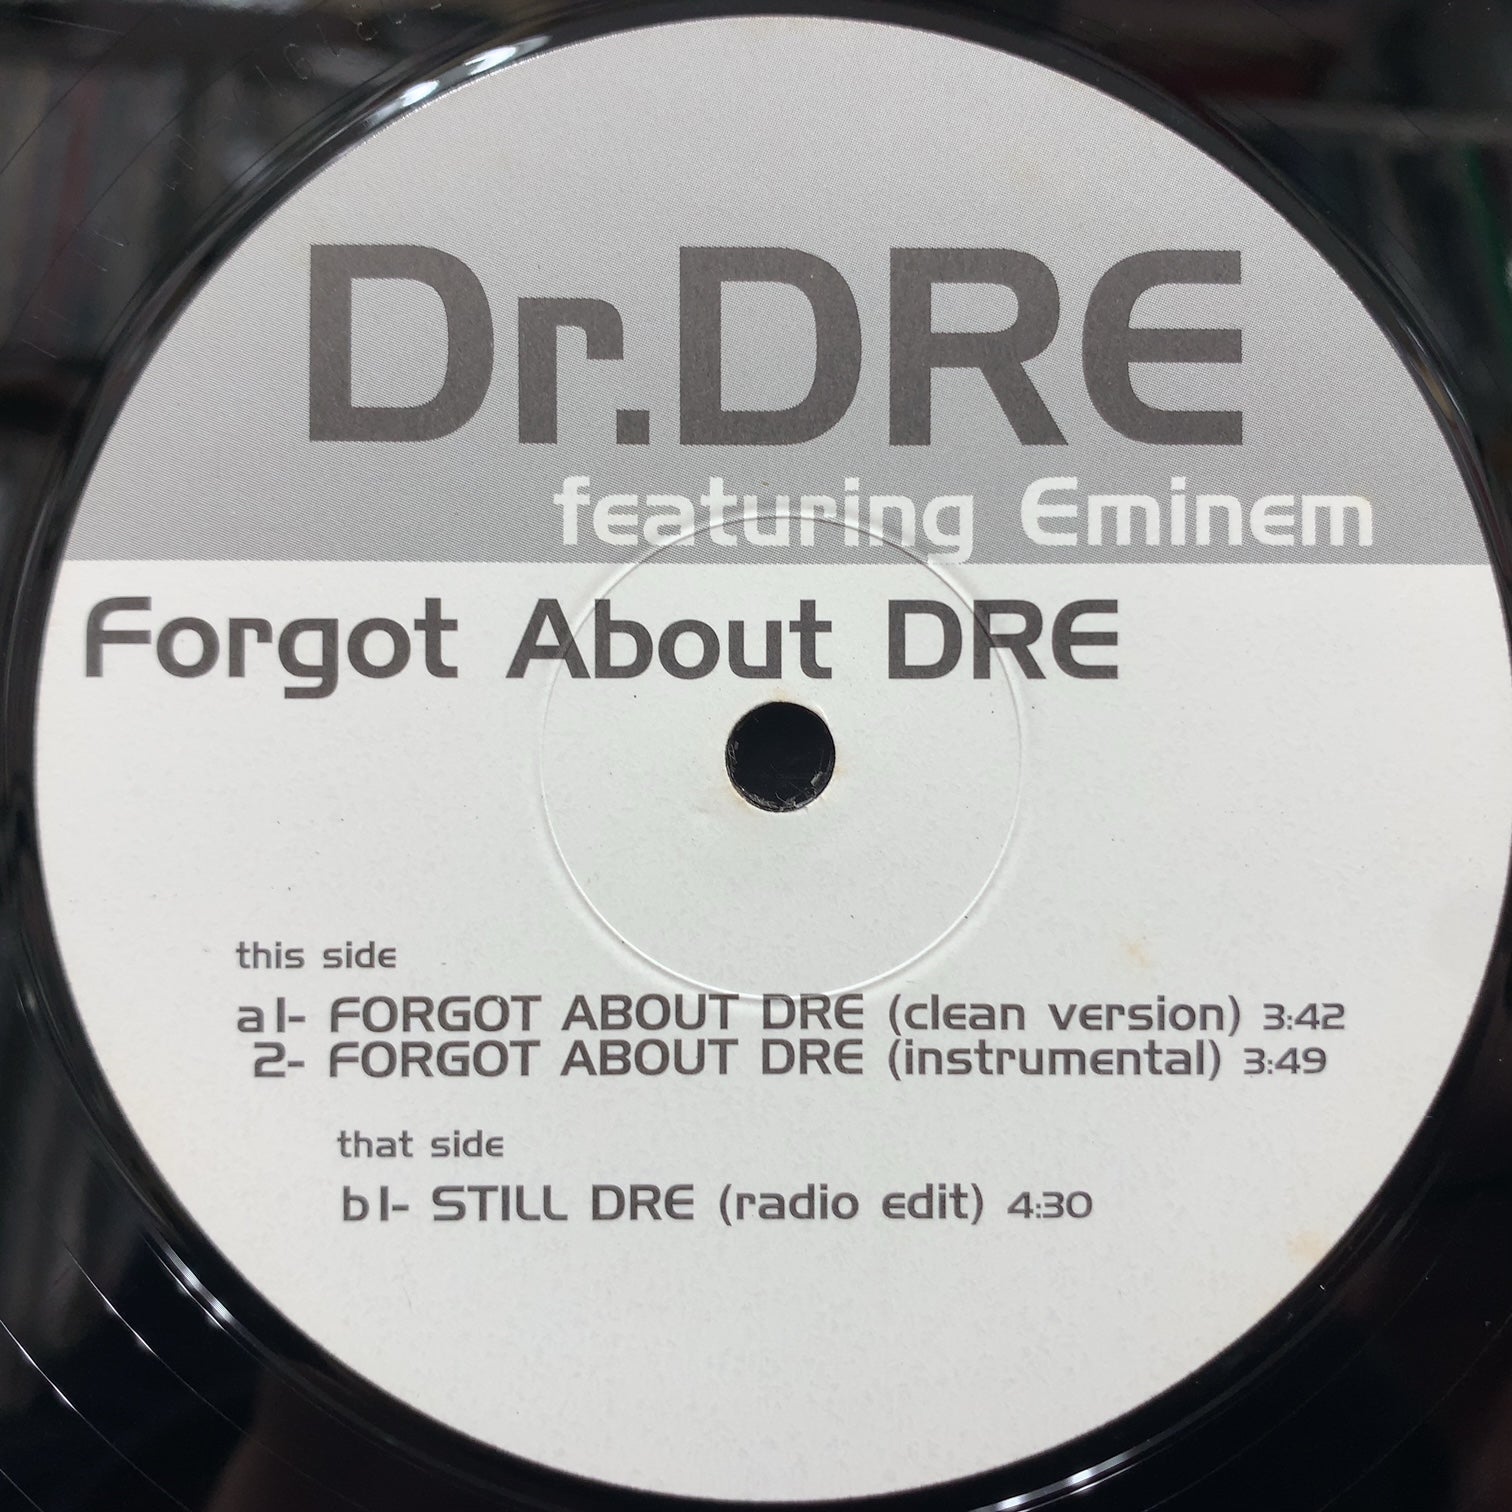 Dr.DRE
featuring Eminem
Forgot About DRE
this side
a1- FORGOT ABOUT DRE (clean version) 3:42
2- FORGOT ABOUT DRE (instrumental) 3:49
that side
b1- STILL DRE (radio edit) 4:30